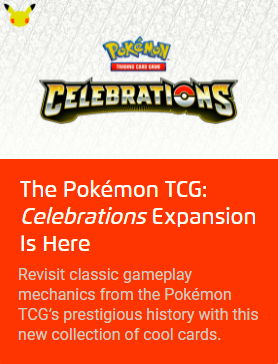 Pokémon
TRADING CARD GAME
CELEBRATIONS
The Pokémon TCG:
Celebrations Expansion
Is Here
Revisit classic gameplay
mechanics from the Pokémon
TCG's prestigious history with this
new collection of cool cards.